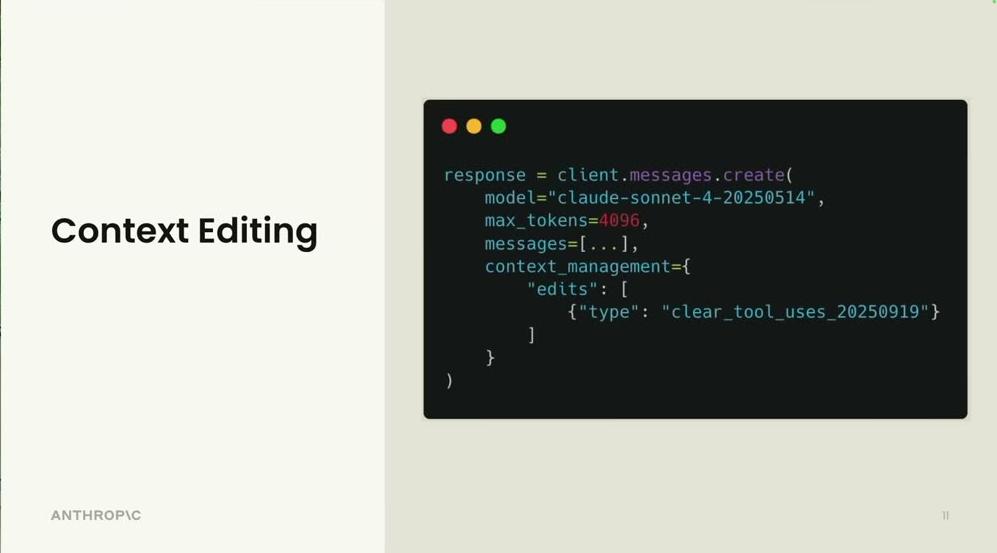 Context Editing
response = client.messages.create(
    model="claude-sonnet-4-20250514",
    max_tokens=4096,
    messages=[...],
    context_management={
        "edits": [
            {"type": "clear_tool_uses_20250919"}
        ]
    }
)
ANTHROP\C
11